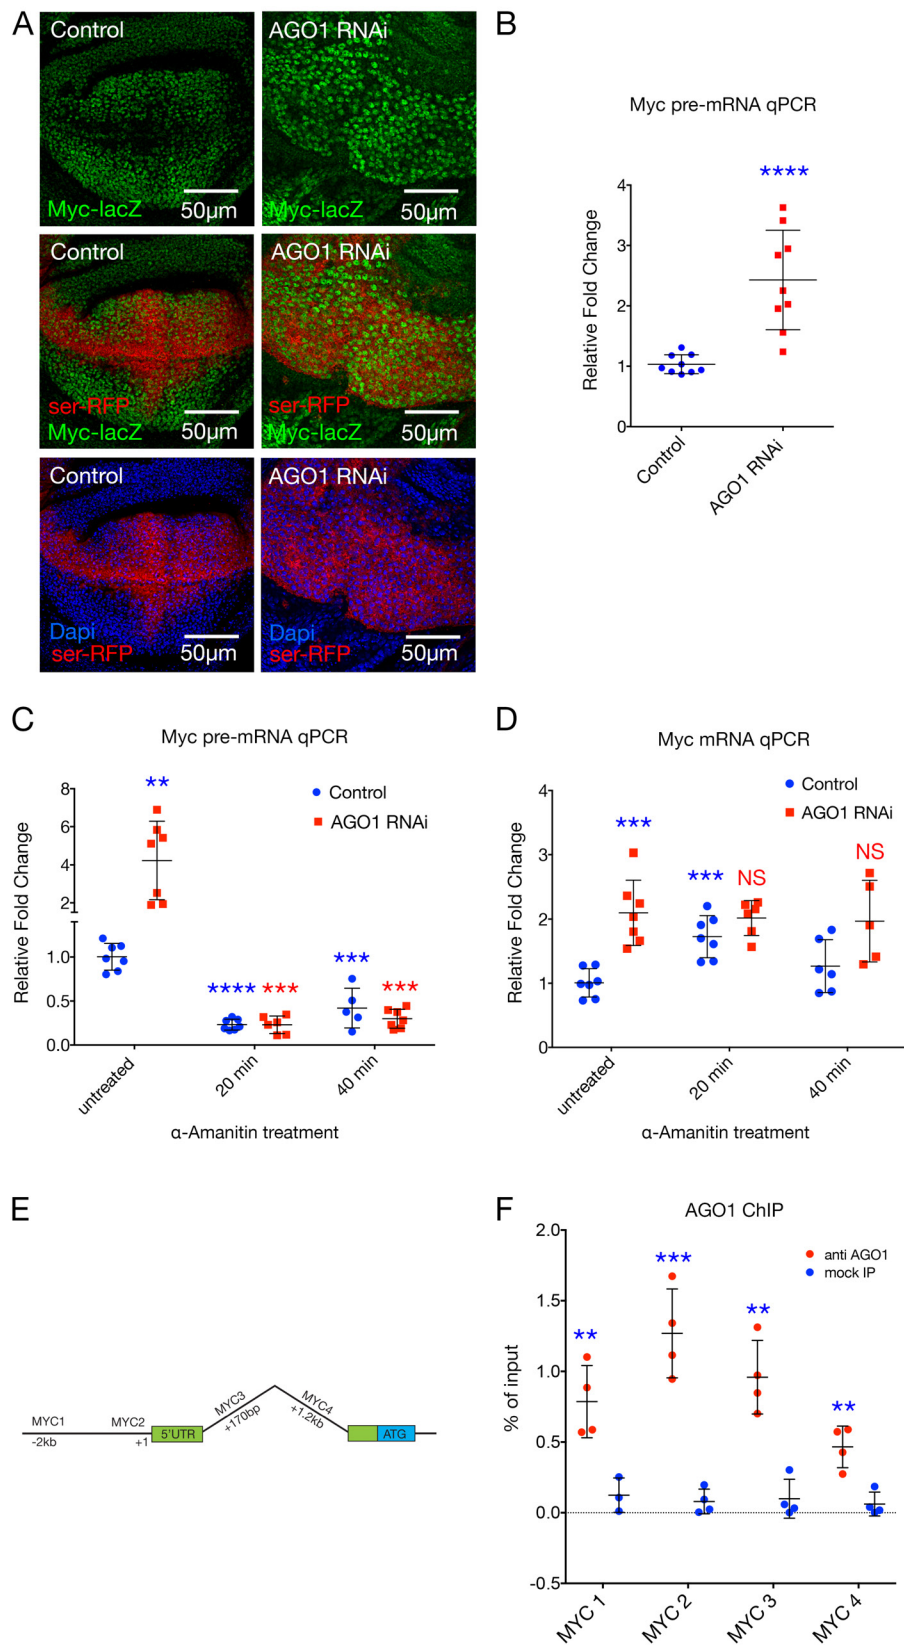 A
Control
AGO1 RNAi
Myc-lacZ
50µm
Myc-lacZ
50µm
Control
AGO1 RNAi
ser-RFP
Myc-lacZ
50µm
ser-RFP
Myc-lacZ
50µm
Control
AGO1 RNAi
Dapi
ser-RFP
50µm
Dapi
ser-RFP
50µm
B
Myc pre-mRNA qPCR
****
Relative Fold Change
4
3
2
1
0
Control
AGO1 RNAi
C
Myc pre-mRNA qPCR
Control
AGO1 RNAi
Relative Fold Change
8
6
4
2
1.0
0.5
0.0
**
****
***
***
***
untreated
20 min
40 min
α-Amanitin treatment
D
Myc mRNA qPCR
Control
AGO1 RNAi
Relative Fold Change
4
3
2
1
0
***
***
NS
NS
untreated
20 min
40 min
α-Amanitin treatment
E
MYC1
-2kb
MYC2
+1
5'UTR
MYC3
+170bp
MYC4
+1.2kb
ATG
F
AGO1 ChIP
anti AGO1
mock IP
% of input
2.0
1.5
1.0
0.5
0.0
-0.5
**
***
**
**
MYC 1
MYC 2
MYC 3
MYC 4